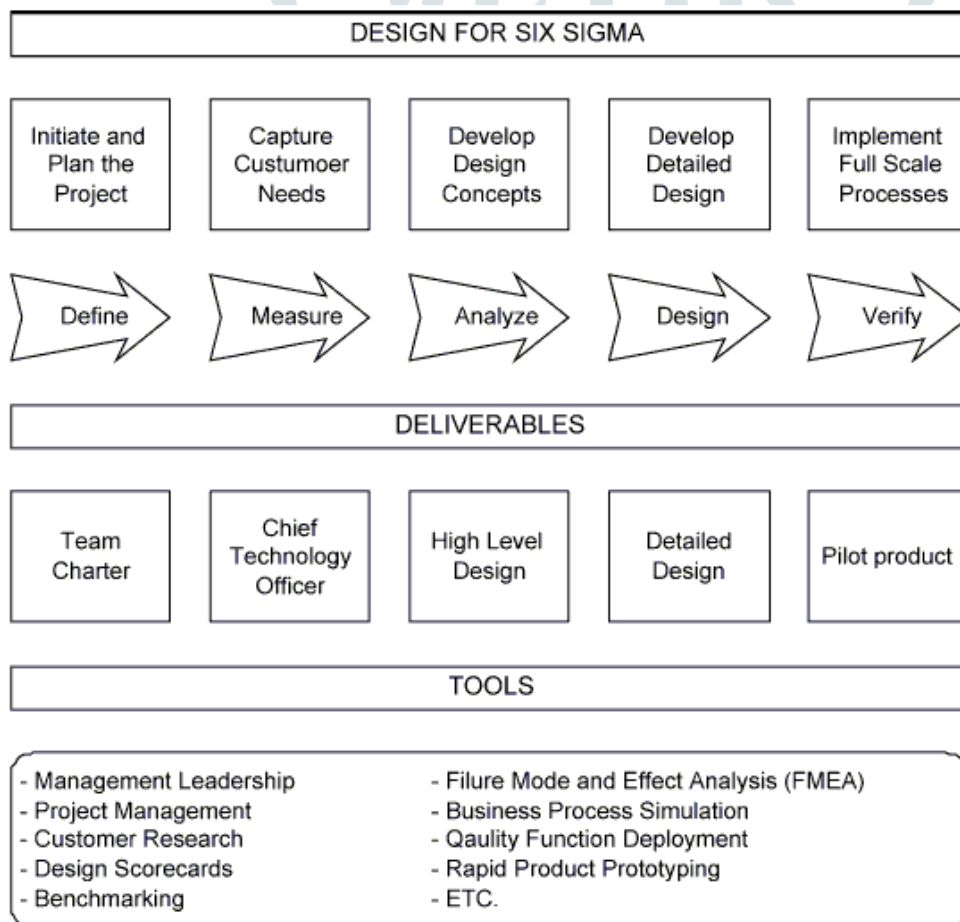 DESIGN FOR SIX SIGMA
Initiate and
Plan the
Project
Capture
Custumoer
Needs
Develop
Design
Concepts
Develop
Detailed
Design
Implement
Full Scale
Processes
Define
Measure
Analyze
Design
Verify
DELIVERABLES
Team
Charter
Chief
Technology
Officer
High Level
Design
Detailed
Design
Pilot product
TOOLS
- Management Leadership
- Project Management
- Customer Research
- Design Scorecards
- Benchmarking
- Filure Mode and Effect Analysis (FMEA)
- Business Process Simulation
- Qaulity Function Deployment
- Rapid Product Prototyping
- ETC.